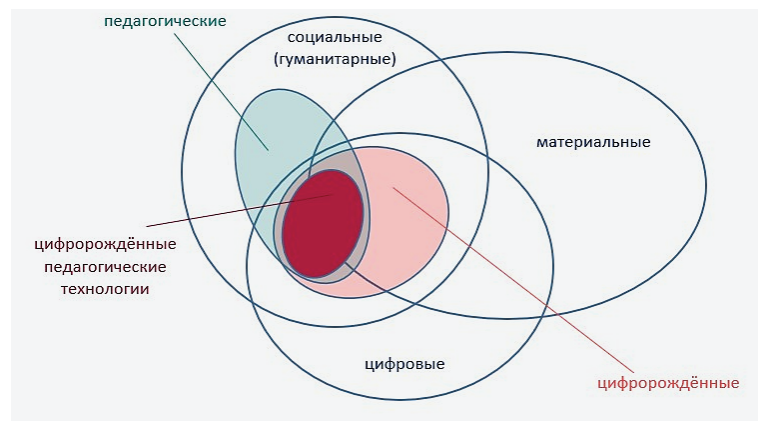 педагогические
социальные
(гуманитарные)
материальные
цифророждённые
педагогические
технологии
цифровые
цифророждённые